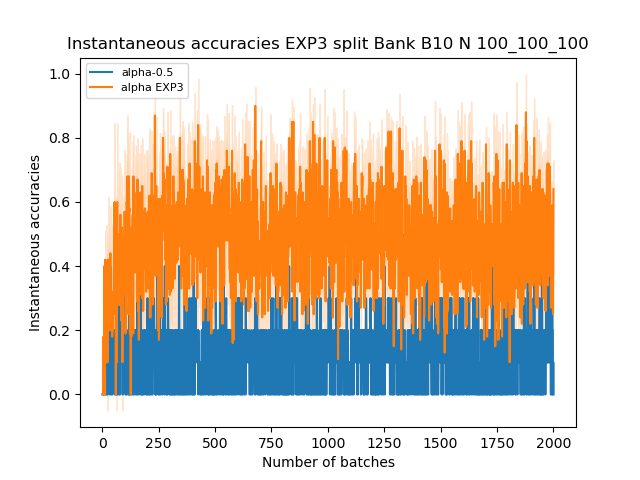 Instantaneous accuracies EXP3 split Bank B10 N 100_100_100
alpha-0.5
alpha EXP3
Instantaneous accuracies
1.0
0.8
0.6
0.4
0.2
0.0
0 250 500 750 1000 1250 1500 1750 2000
Number of batches